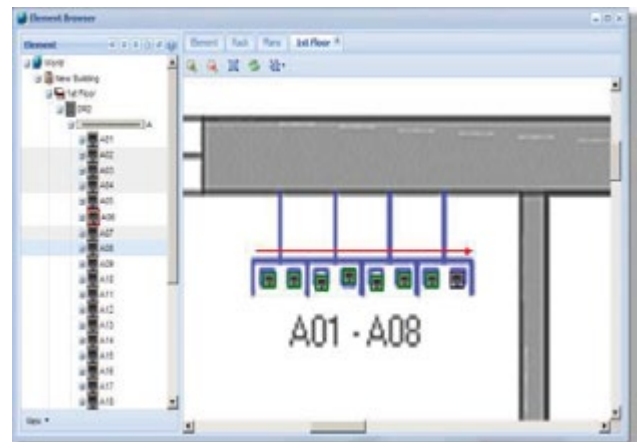 Element Browser
Element
World
New Building
1st Floor
A
A01
A02
A03
A04
A05
A06
A07
A08
A09
A10
A11
A12
A13
A14
A15
A16
A17
A18
View
Element
Rack
Plans
1st Floor
A01 - A08